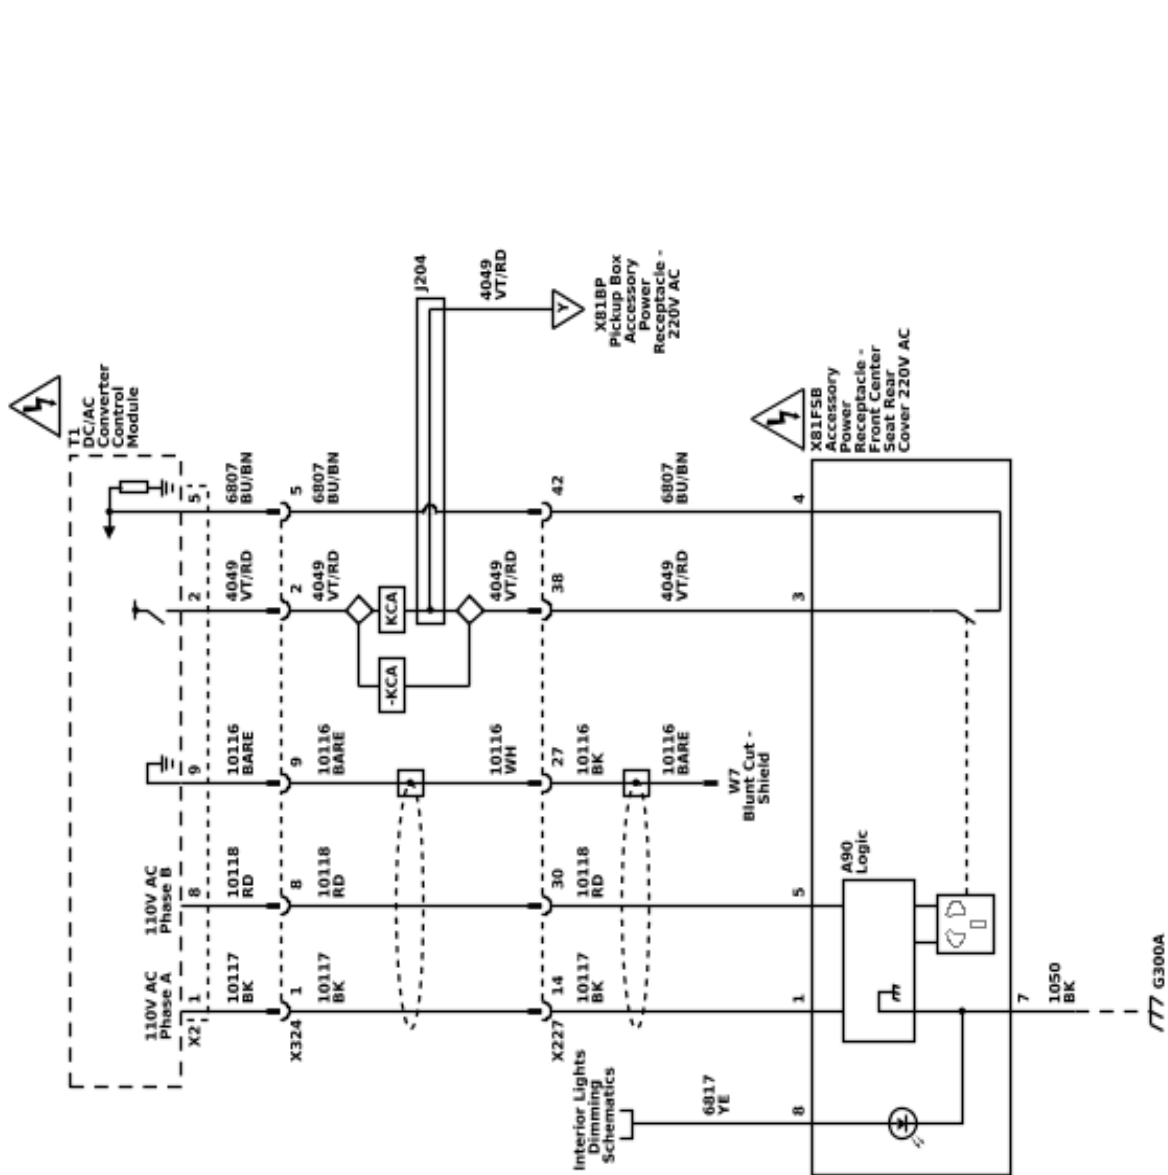 T1
DC/AC
Converter
Control
Module
110V AC
Phase A
110V AC
Phase B
X2
1
8
9
2
5
10117
BK
10118
RD
10116
BARE
4049
VT/RD
6807
BU/BN
X324
1
8
9
2
5
10117
BK
10118
RD
10116
BARE
4049
VT/RD
6807
BU/BN
-KCA
KCA
J204
4049
VT/RD
Y
X81BP
Pickup Box
Accessory
Power
Receptacle -
220V AC
10116
WH
4049
VT/RD
X227
14
30
27
38
42
10117
BK
10118
RD
10116
BK
10116
BARE
4049
VT/RD
6807
BU/BN
W7
Blunt Cut -
Shield
Interior Lights
Dimming
Schematics
6817
YE
8
1
5
3
4
X81FSB
Accessory
Power
Receptacle -
Front Center
Seat Rear
Cover 220V AC
A90
Logic
7
1050
BK
G300A